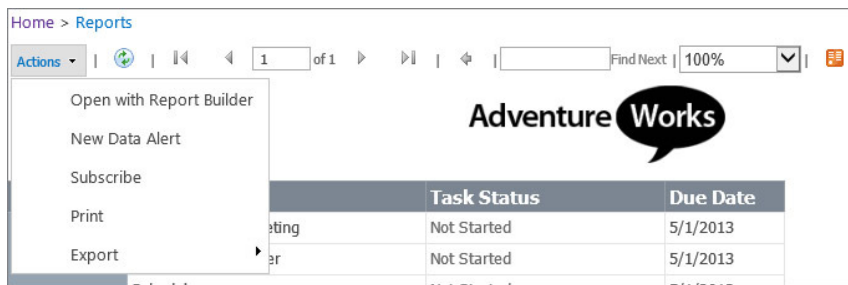 Home > Reports
Actions | | 1 of 1 | | Find Next | 100% |
Open with Report Builder
New Data Alert
Subscribe
Print
Export
Adventure Works
Task Status Due Date
eting Not Started 5/1/2013
er Not Started 5/1/2013